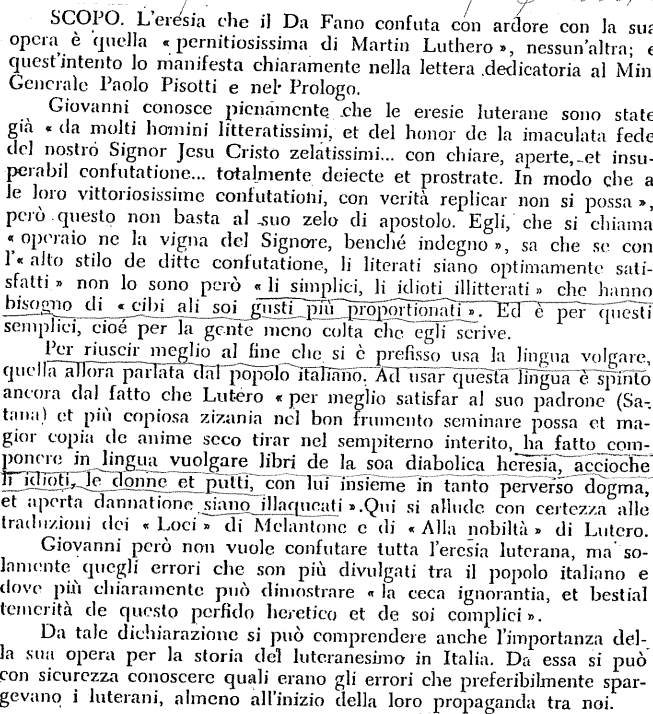 SCOPO. L'eresia che il Da Fano confuta con ardore con la sua
opera è quella « pernitiosissima di Martin Luthero », nessun'altra; e
quest'intento lo manifesta chiaramente nella lettera dedicatoria al Min
Generale Paolo Pisotti e nel Prologo.
Giovanni conosce pienamente che le eresie luterane sono state
già « da molti homini litteratissimi, et del honor de la imaculata fede
del nostro Signor Jesu Cristo zelatissimi... con chiare, aperte, et insu-
perabil confutatione... totalmente deiecte et prostrate. In modo che a
le loro vittoriosissime confutationi, con verità replicar non si possa »,
però questo non basta al suo zelo di apostolo. Egli, che si chiama
« operaio ne la vigna del Signore, benché indegno », sa che se con
l'« alto stilo de ditte confutatione, li literati siano optimamente sati-
sfatti » non lo sono però « li simplici, li idioti illitterati » che hanno
bisogno di « cibi ali soi gusti più proportionati ». Ed è per questi
semplici, cioé per la gente meno colta che egli scrive.
Per riuscir meglio al fine che si è prefisso usa la lingua volgare,
quella allora parlata dal popolo italiano. Ad usar questa lingua è spinto
ancora dal fatto che Lutero « per meglio satisfar al suo padrone (Sa-
tana) et più copiosa zizania nel bon frumento seminare possa et ma-
gior copia de anime seco tirar nel sempiterno interito, ha fatto com-
ponere in lingua vuolgare libri de la soa diabolica heresia, accioche
li idioti, le donne et putti, con lui insieme in tanto perverso dogma,
et aperta dannatione siano illaqueati ». Qui si allude con certezza alle
traduzioni dei « Loci » di Melantone e di « Alla nobiltà » di Lutero.
Giovanni però non vuole confutare tutta l'eresia luterana, ma so-
lamente quegli errori che son più divulgati tra il popolo italiano e
dove più chiaramente può dimostrare « la ceca ignorantia, et bestial
temerità de questo perfido heretico et de soi complici ».
Da tale dichiarazione si può comprendere anche l'importanza del-
la sua opera per la storia del luteranesimo in Italia. Da essa si può
con sicurezza conoscere quali erano gli errori che preferibilmente spar-
gevano i luterani, almeno all'inizio della loro propaganda tra noi.